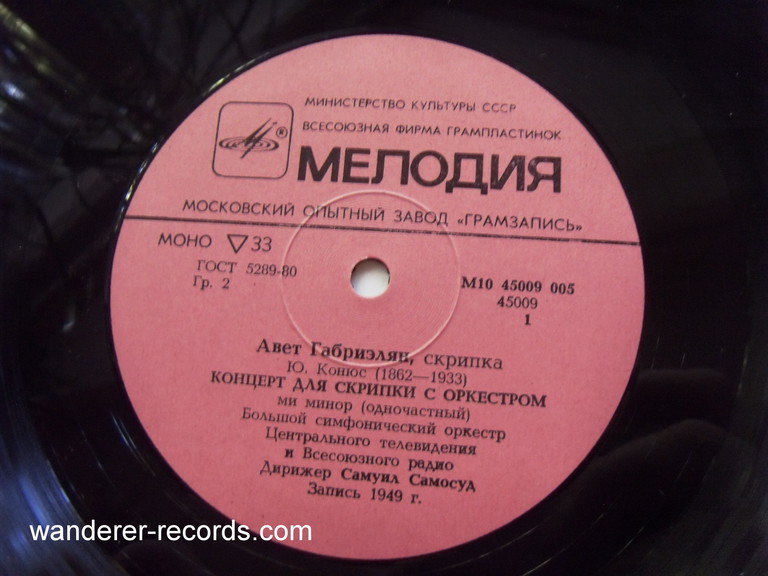 МИНИСТЕРСТВО КУЛЬТУРЫ СССР
ВСЕСОЮЗНАЯ ФИРМА ГРАМПЛАСТИНОК
®
МЕЛОДИЯ
МОСКОВСКИЙ ОПЫТНЫЙ ЗАВОД «ГРАМЗАПИСЬ»
МОНО ▽ 33
ГОСТ 5289-80
Гр. 2
М10 45009 005
45009
1
Авет Габриэлян, скрипка
Ю. Конюс (1862—1933)
КОНЦЕРТ ДЛЯ СКРИПКИ С ОРКЕСТРОМ
ми минор (одночастный)
Большой симфонический оркестр
Центрального телевидения
и Всесоюзного радио
Дирижер Самуил Самосуд
Запись 1949 г.
wanderer-records.com